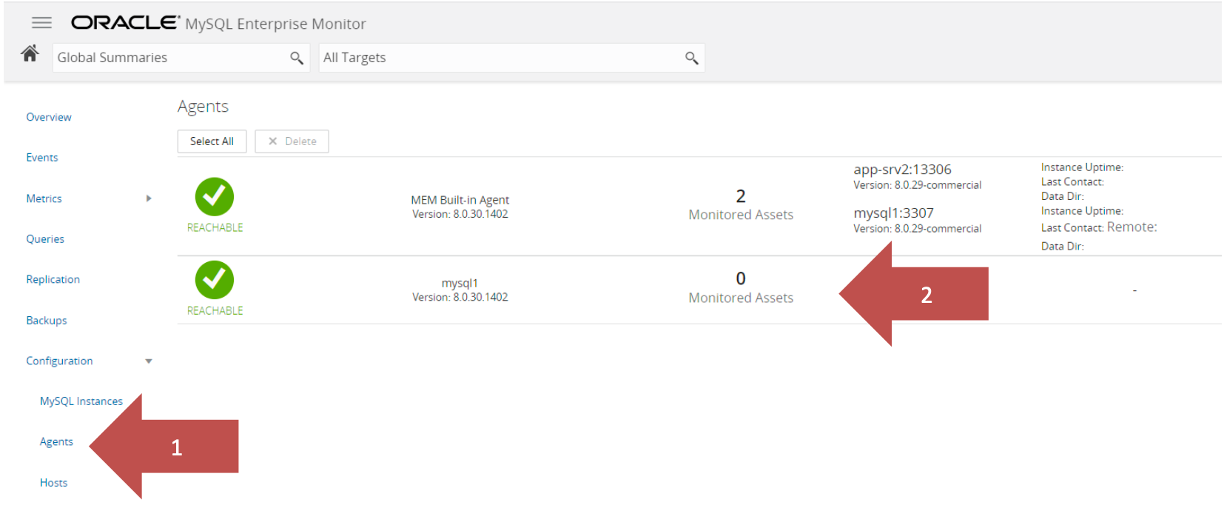 ORACLE® MySQL Enterprise Monitor
Global Summaries
All Targets
Overview
Events
Metrics
Queries
Replication
Backups
Configuration
MySQL Instances
Agents
Hosts
Agents
Select All
× Delete
REACHABLE
MEM Built-in Agent
Version: 8.0.30.1402
2
Monitored Assets
app-srv2:13306
Version: 8.0.29-commercial
mysql1:3307
Version: 8.0.29-commercial
Instance Uptime:
Last Contact:
Data Dir:
Instance Uptime:
Last Contact: Remote:
Data Dir:
REACHABLE
mysql1
Version: 8.0.30.1402
0
Monitored Assets
-
2
1